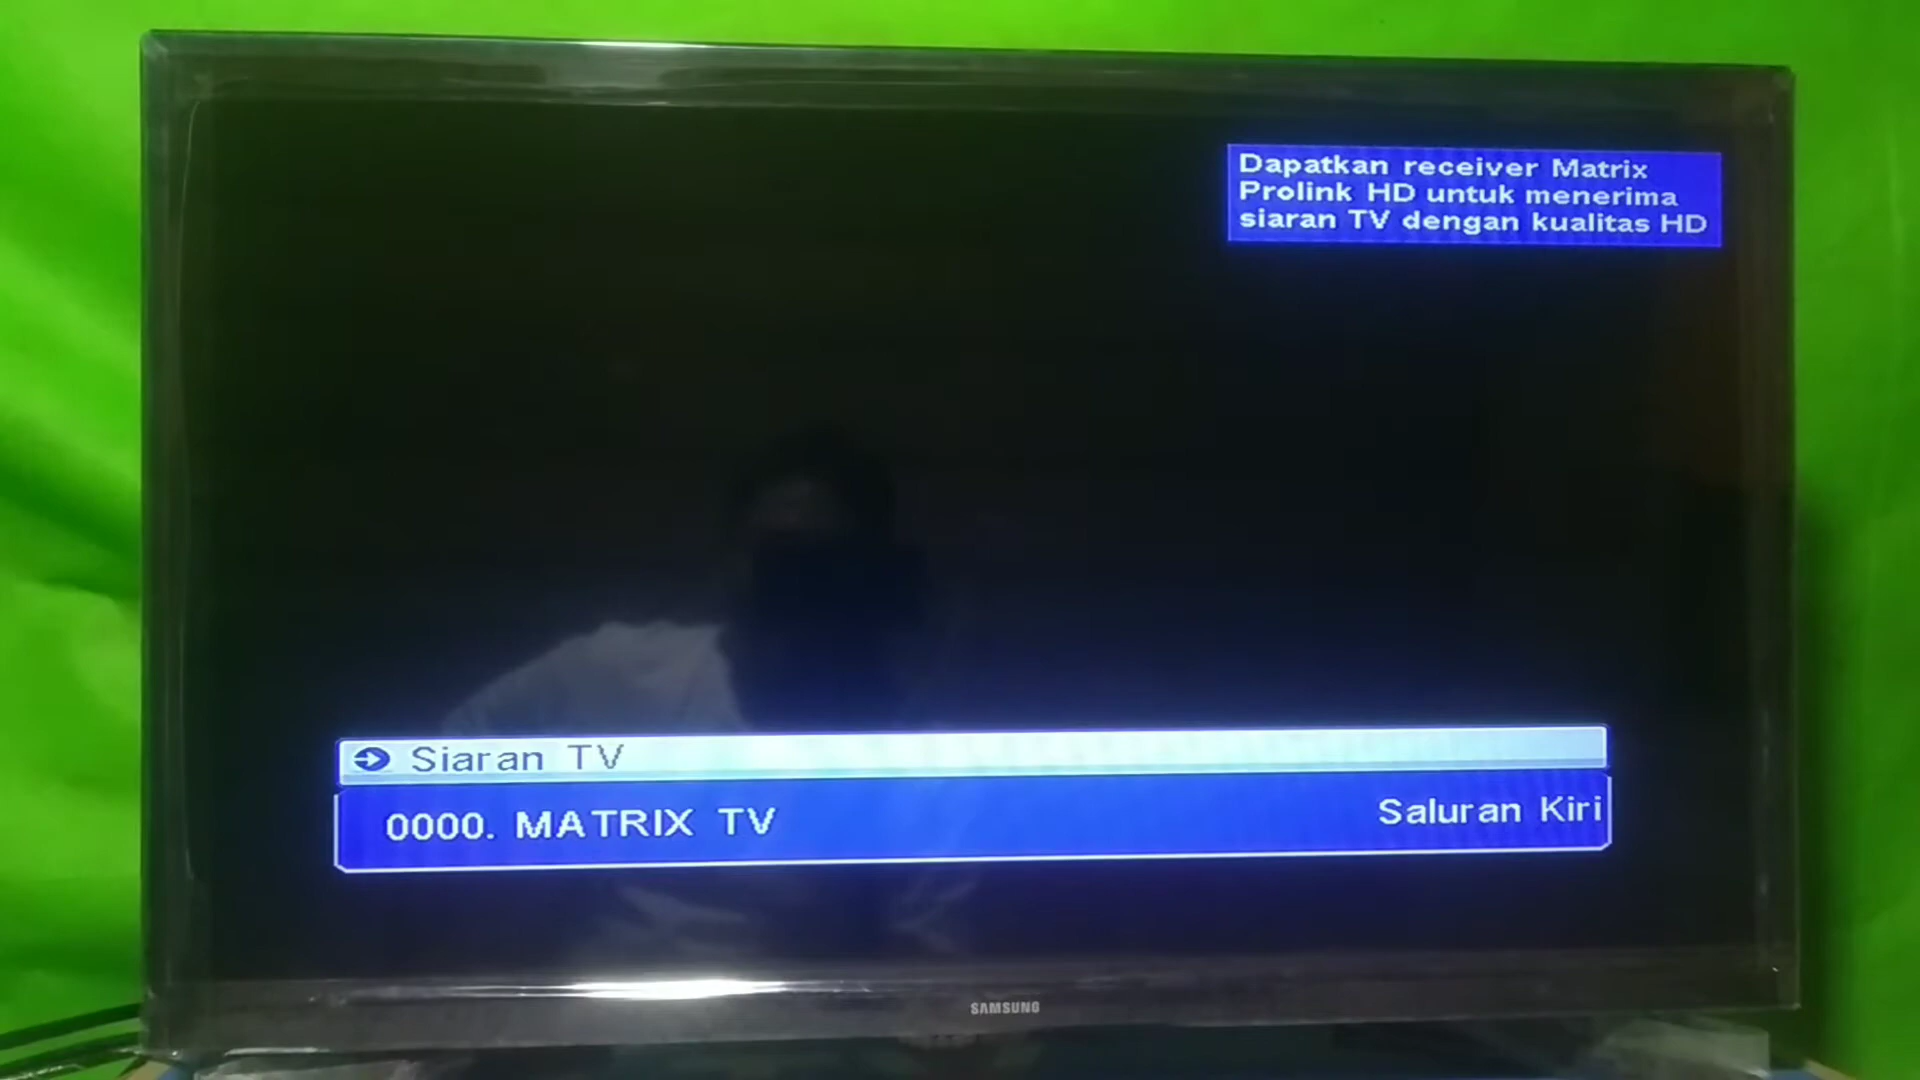 Dapatkan receiver Matrix
Prolink HD untuk menerima
siaran TV dengan kualitas HD
Siaran TV
0000. MATRIX TV
Saluran Kiri
SAMSUNG